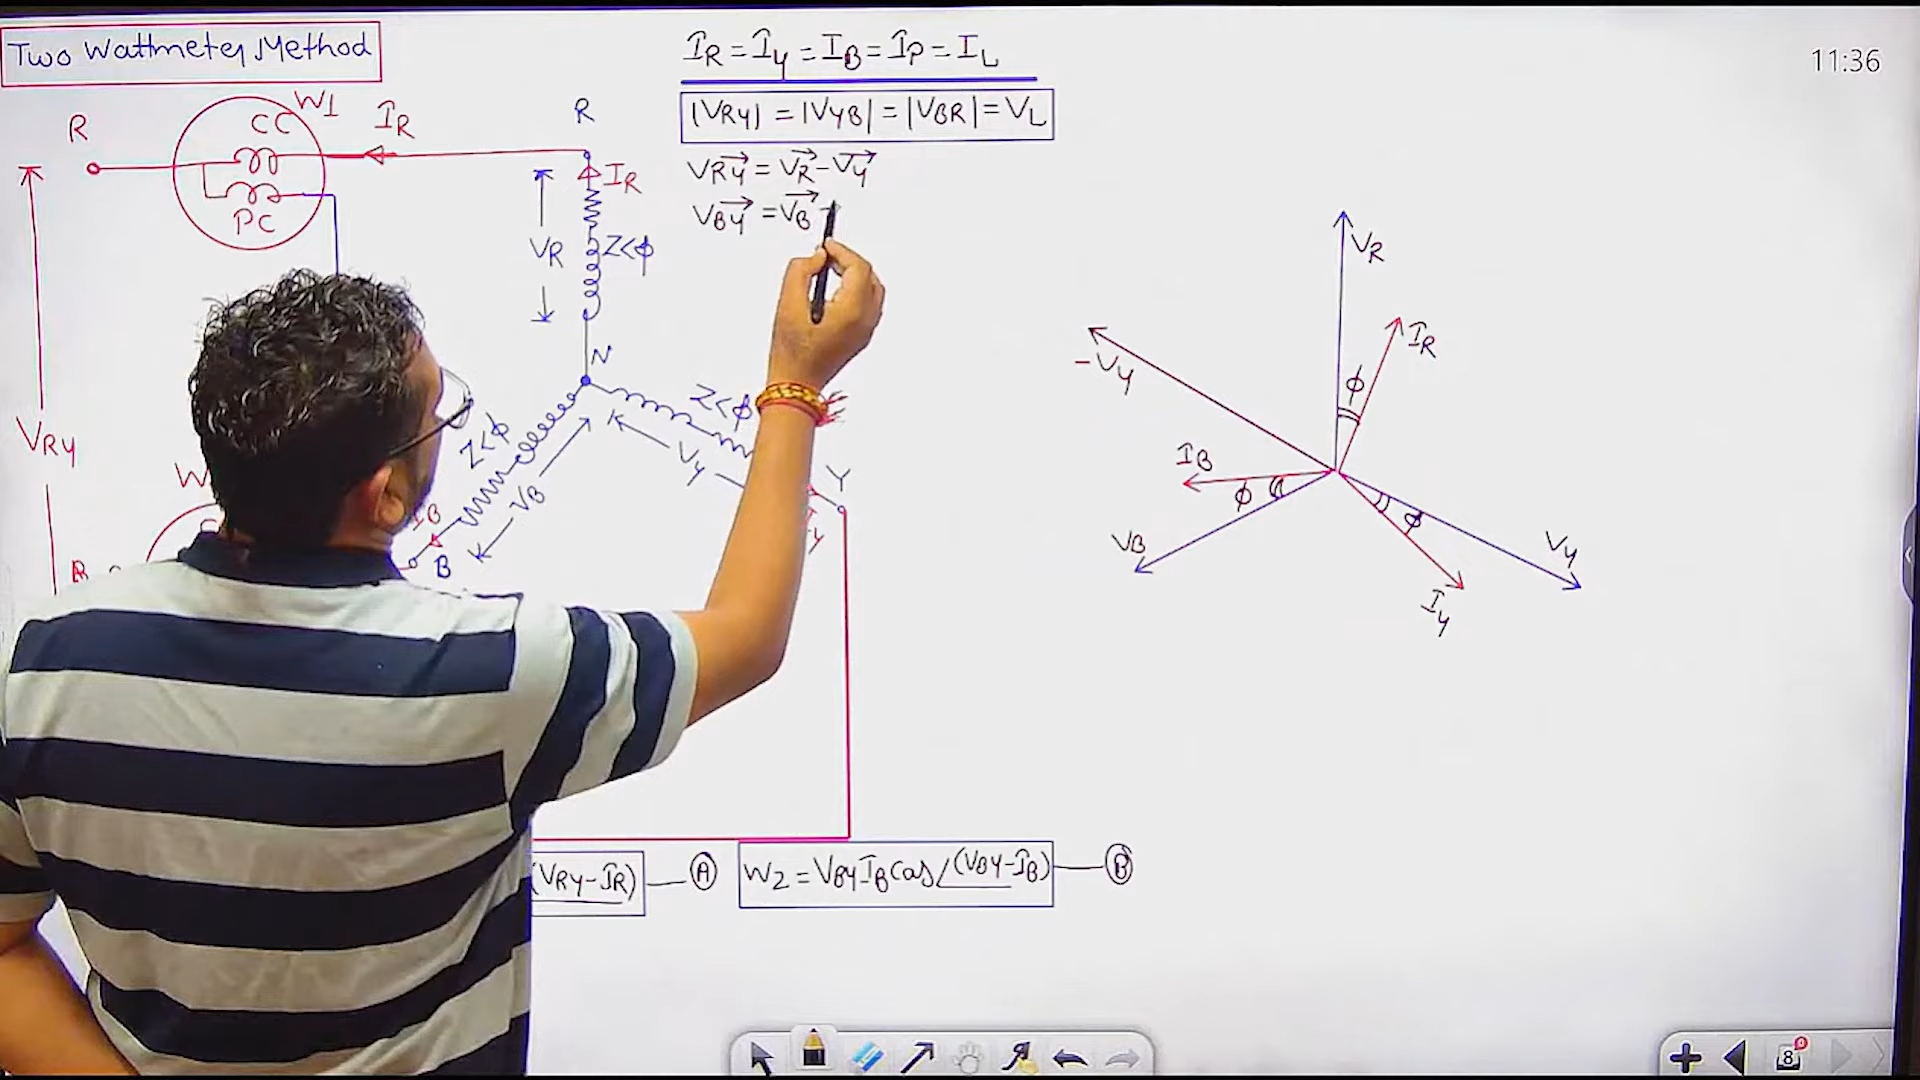 Two Wattmeter Method
IR = IY = IB = IP = IL
|VRY| = |VYB| = |VBR| = VL
VRY = VR - VY
VBY = VB -
11:36
R
CC
W1
IR
PC
R
IR
VR
Z<φ
N
VRY
W
Z<φ
VB
IB
B
Z<φ
VY
Y
VR
IR
φ
-VY
IB
φ
VB
φ
VY
IY
(VRY-IR) — A
W2 = VBY IB Cos∠(VBY-IB) — B
8